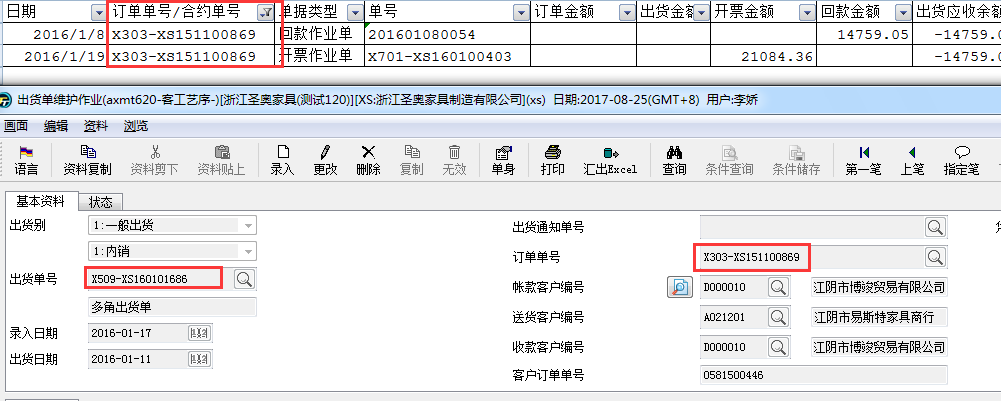 日期 订单单号/合约单号 单据类型 单号 订单金额 出货金额 开票金额 回款金额 出货应收余额
2016/1/8 X303-XS151100869 回款作业单 201601080054 14759.05 -14759.0
2016/1/19 X303-XS151100869 开票作业单 X701-XS160100403 21084.36 -14759.0
出货单维护作业(axmt620-客工艺序-)[浙江圣奥家具(测试120)][XS:浙江圣奥家具制造有限公司](xs) 日期:2017-08-25(GMT+8) 用户:李娇
画面 编辑 资料 浏览
语言 资料复制 资料剪下 资料贴上 录入 更改 删除 复制 无效 单身 打印 汇出Excel 查询 条件查询 条件储存 第一笔 上笔 指定笔
基本资料 状态
出货别 1:一般出货 出货通知单号
1:内销 订单单号 X303-XS151100869
出货单号 X509-XS160101686 帐款客户编号 D000010 江阴市博骏贸易有限公司
多角出货单 送货客户编号 A021201 江阴市易斯特家具商行
录入日期 2016-01-17
出货日期 2016-01-11 收款客户编号 D000010 江阴市博骏贸易有限公司
客户订单单号 0581500446